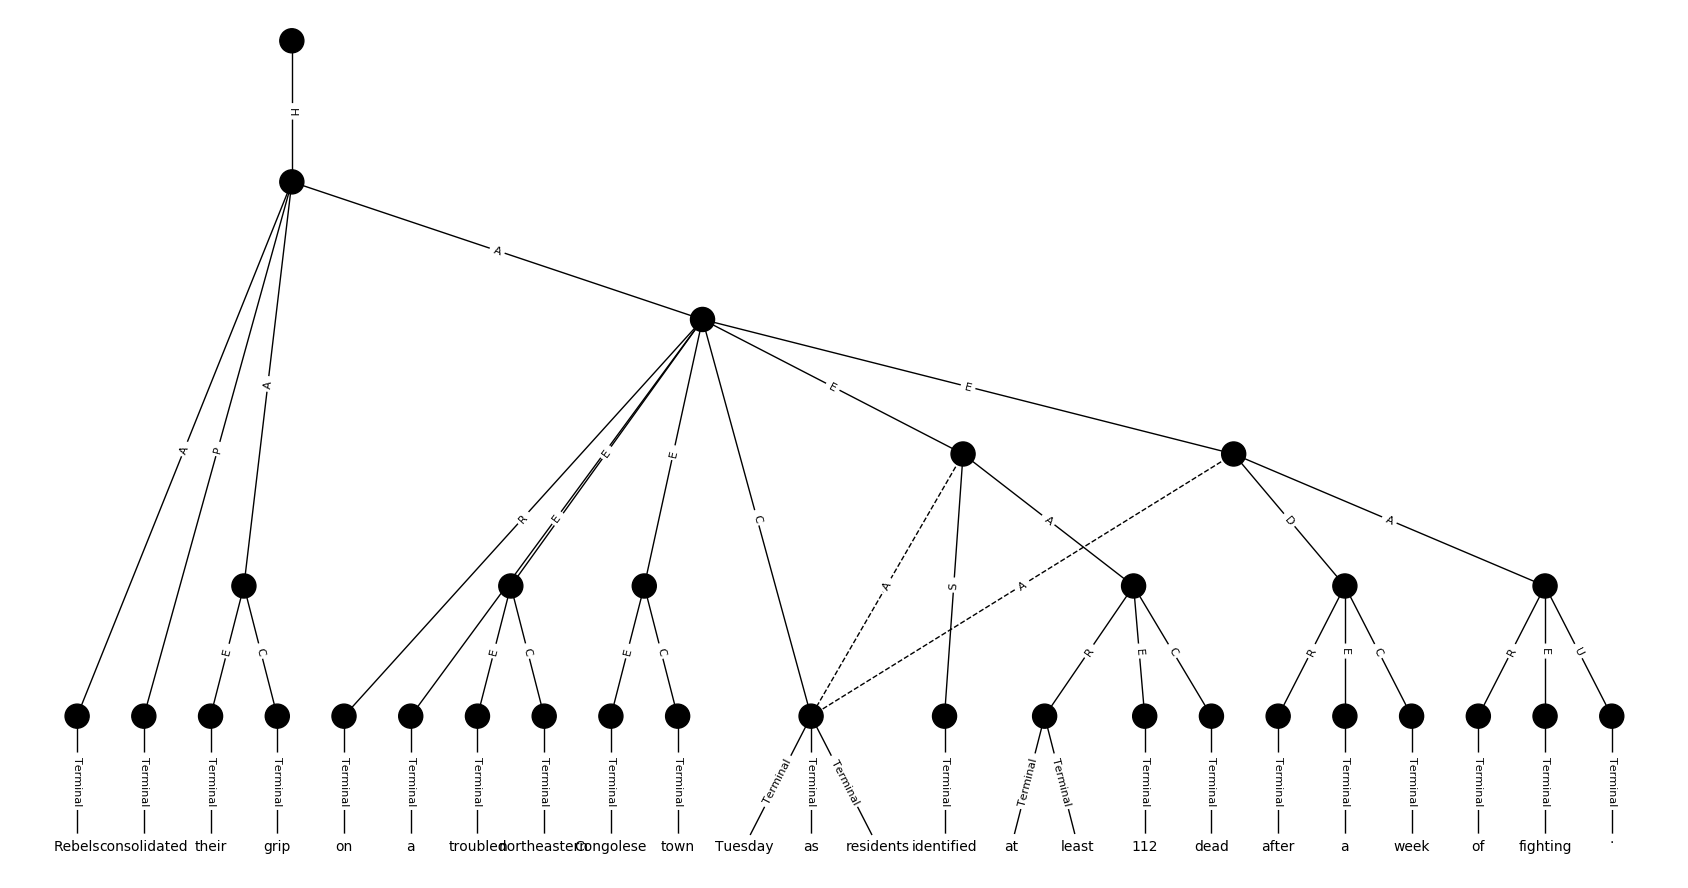 H
A
E E
A
A P E E R E C D A
E
A S A
E C E C E C R E C R E C R E U
Terminal Terminal Terminal Terminal Terminal Terminal Terminal Terminal Terminal Terminal Terminal Terminal Terminal Terminal Terminal Terminal Terminal Terminal Terminal Terminal Terminal Terminal Terminal Terminal
Rebels consolidated their grip on a troubled northeastern Congolese town Tuesday as residents identified at least 112 dead after a week of fighting .